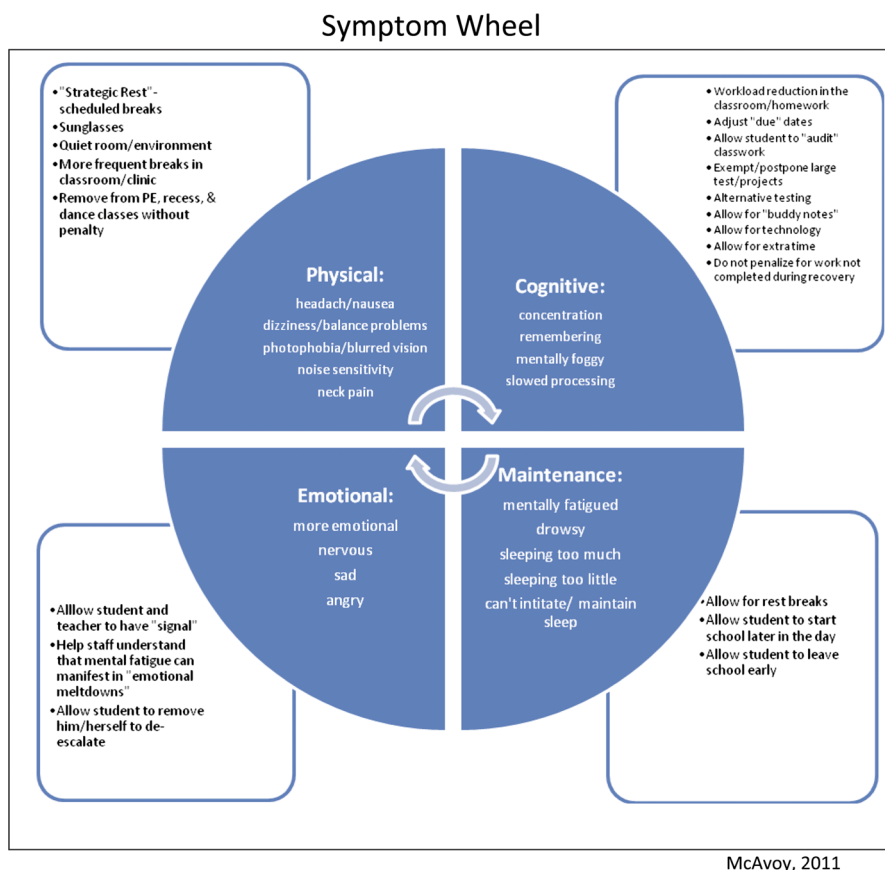 Symptom Wheel
•"Strategic Rest"-
scheduled breaks
•Sunglasses
•Quiet room/environment
•More frequent breaks in
classroom/clinic
•Remove from PE, recess, &
dance classes without
penalty
•Workload reduction in the
classroom/homework
•Adjust "due" dates
•Allow student to "audit"
classwork
•Exempt/postpone large
test/projects
•Alternative testing
•Allow for "buddy notes"
•Allow for technology
•Allow for extra time
•Do not penalize for work not
completed during recovery
Physical:
headach/nausea
dizziness/balance problems
photophobia/blurred vision
noise sensitivity
neck pain
Cognitive:
concentration
remembering
mentally foggy
slowed processing
Emotional:
more emotional
nervous
sad
angry
Maintenance:
mentally fatigued
drowsy
sleeping too much
sleeping too little
can't intitate/ maintain
sleep
•Alllow student and
teacher to have "signal"
•Help staff understand
that mental fatigue can
manifest in "emotional
meltdowns"
•Allow student to remove
him/herself to de-
escalate
•Allow for rest breaks
•Allow student to start
school later in the day
•Allow student to leave
school early
McAvoy, 2011